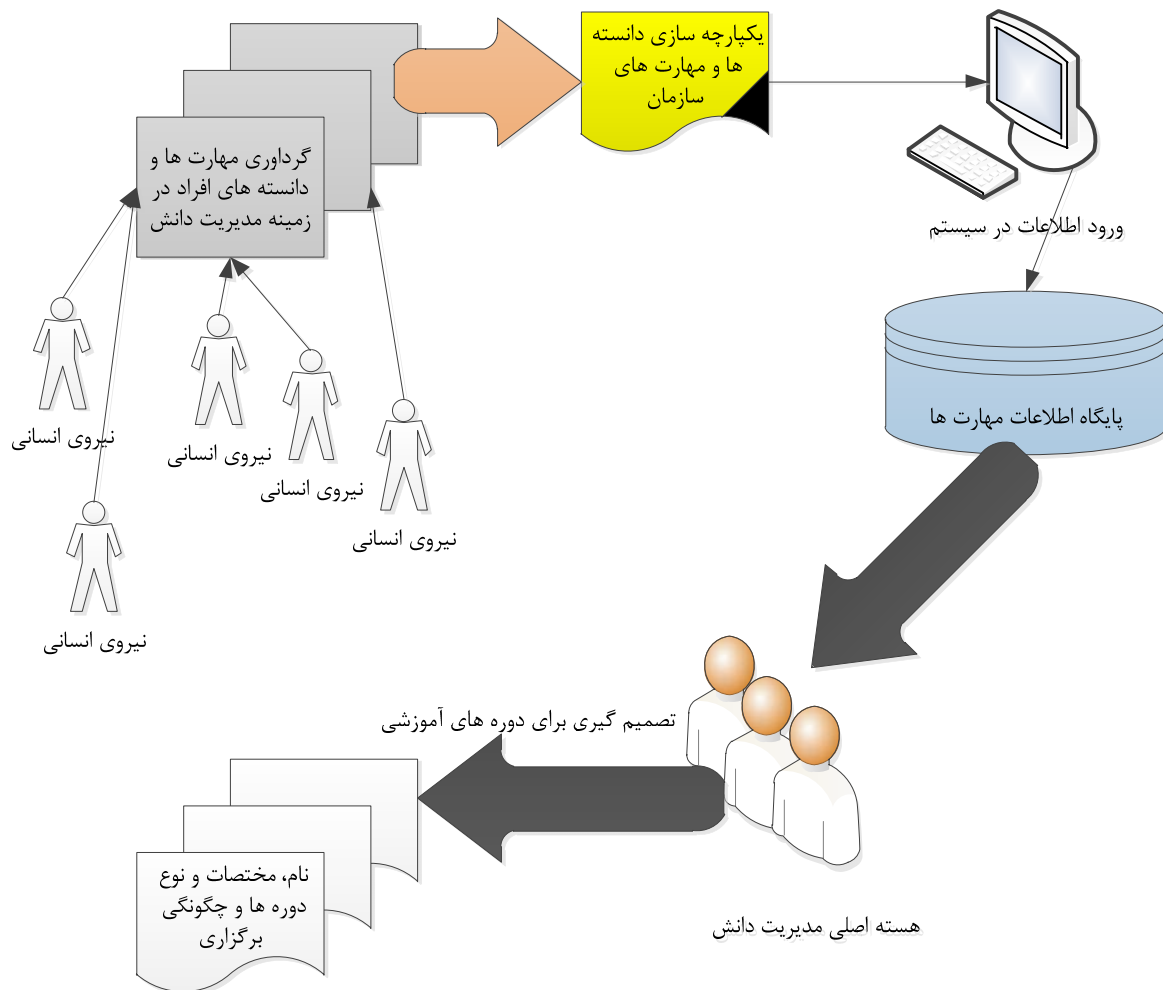 یکپارچه سازی دانسته
ها و مهارت های
سازمان
گرداوری مهارت ها و
دانسته های افراد در
زمینه مدیریت دانش
ورود اطلاعات در سیستم
پایگاه اطلاعات مهارت ها
نیروی انسانی
نیروی انسانی
نیروی انسانی
نیروی انسانی
نیروی انسانی
تصمیم گیری برای دوره های آموزشی
نام، مختصات و نوع
دوره ها و چگونگی
برگزاری
هسته اصلی مدیریت دانش